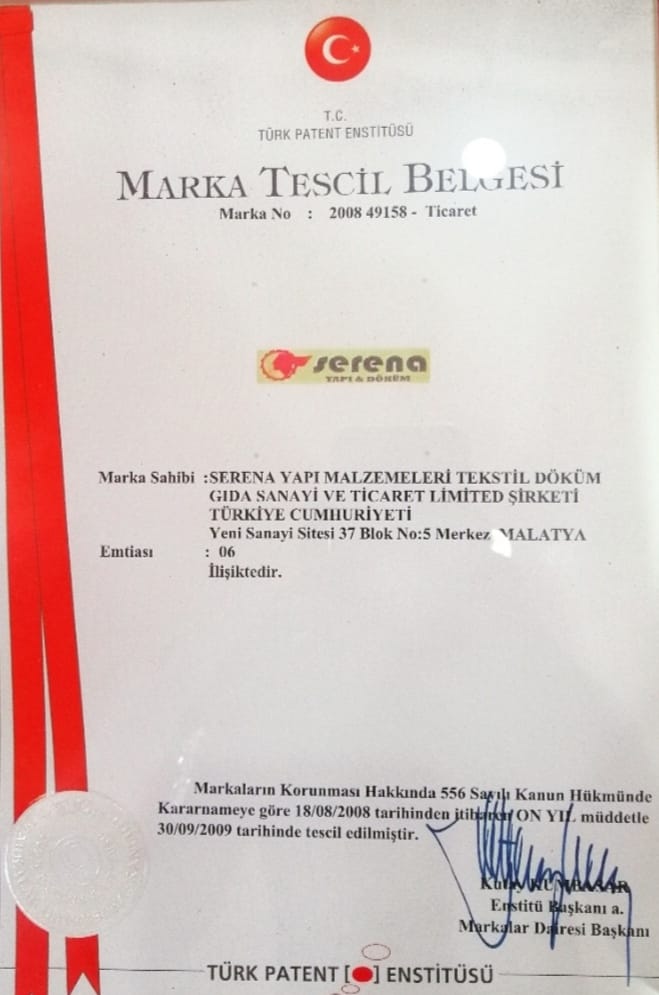 T.C.
TÜRK PATENT ENSTİTÜSÜ
MARKA TESCİL BELGESİ
Marka No : 2008 49158 - Ticaret
serena
YAPI & DÖKÜM
Marka Sahibi :SERENA YAPI MALZEMELERİ TEKSTİL DÖKÜM
GIDA SANAYİ VE TİCARET LİMİTED ŞİRKETİ
TÜRKİYE CUMHURİYETİ
Yeni Sanayi Sitesi 37 Blok No:5 Merkez MALATYA
Emtiası : 06
İlişiktedir.
Markaların Korunması Hakkında 556 Sayılı Kanun Hükmünde
Kararnameye göre 18/08/2008 tarihinden itibaren ON YIL müddetle
30/09/2009 tarihinde tescil edilmiştir.
KUMBASAR
Enstitü Başkanı a.
Markalar Dairesi Başkanı
TÜRK PATENT [●] ENSTİTÜSÜ